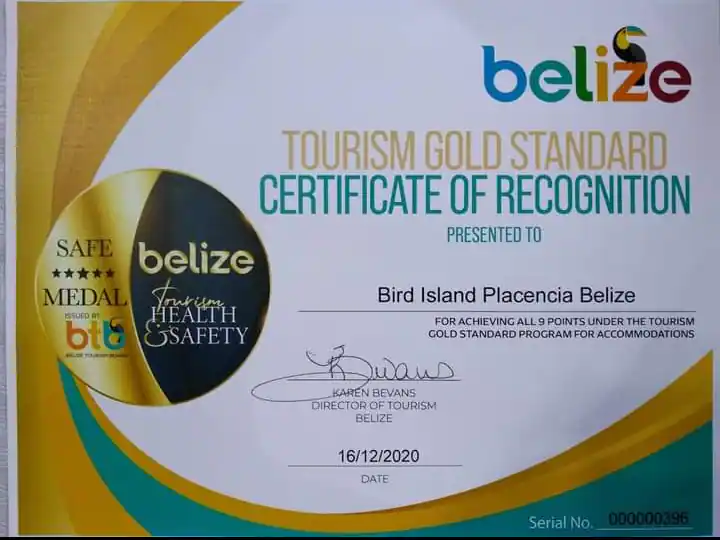 belize
TOURISM GOLD STANDARD
CERTIFICATE OF RECOGNITION
PRESENTED TO
SAFE
MEDAL
ISSUED BY
btb
BELIZE TOURISM BOARD
belize
tourism
HEALTH
& SAFETY
Bird Island Placencia Belize
FOR ACHIEVING ALL 9 POINTS UNDER THE TOURISM
GOLD STANDARD PROGRAM FOR ACCOMMODATIONS
KBevans
KAREN BEVANS
DIRECTOR OF TOURISM
BELIZE
16/12/2020
DATE
Serial No. 000000396